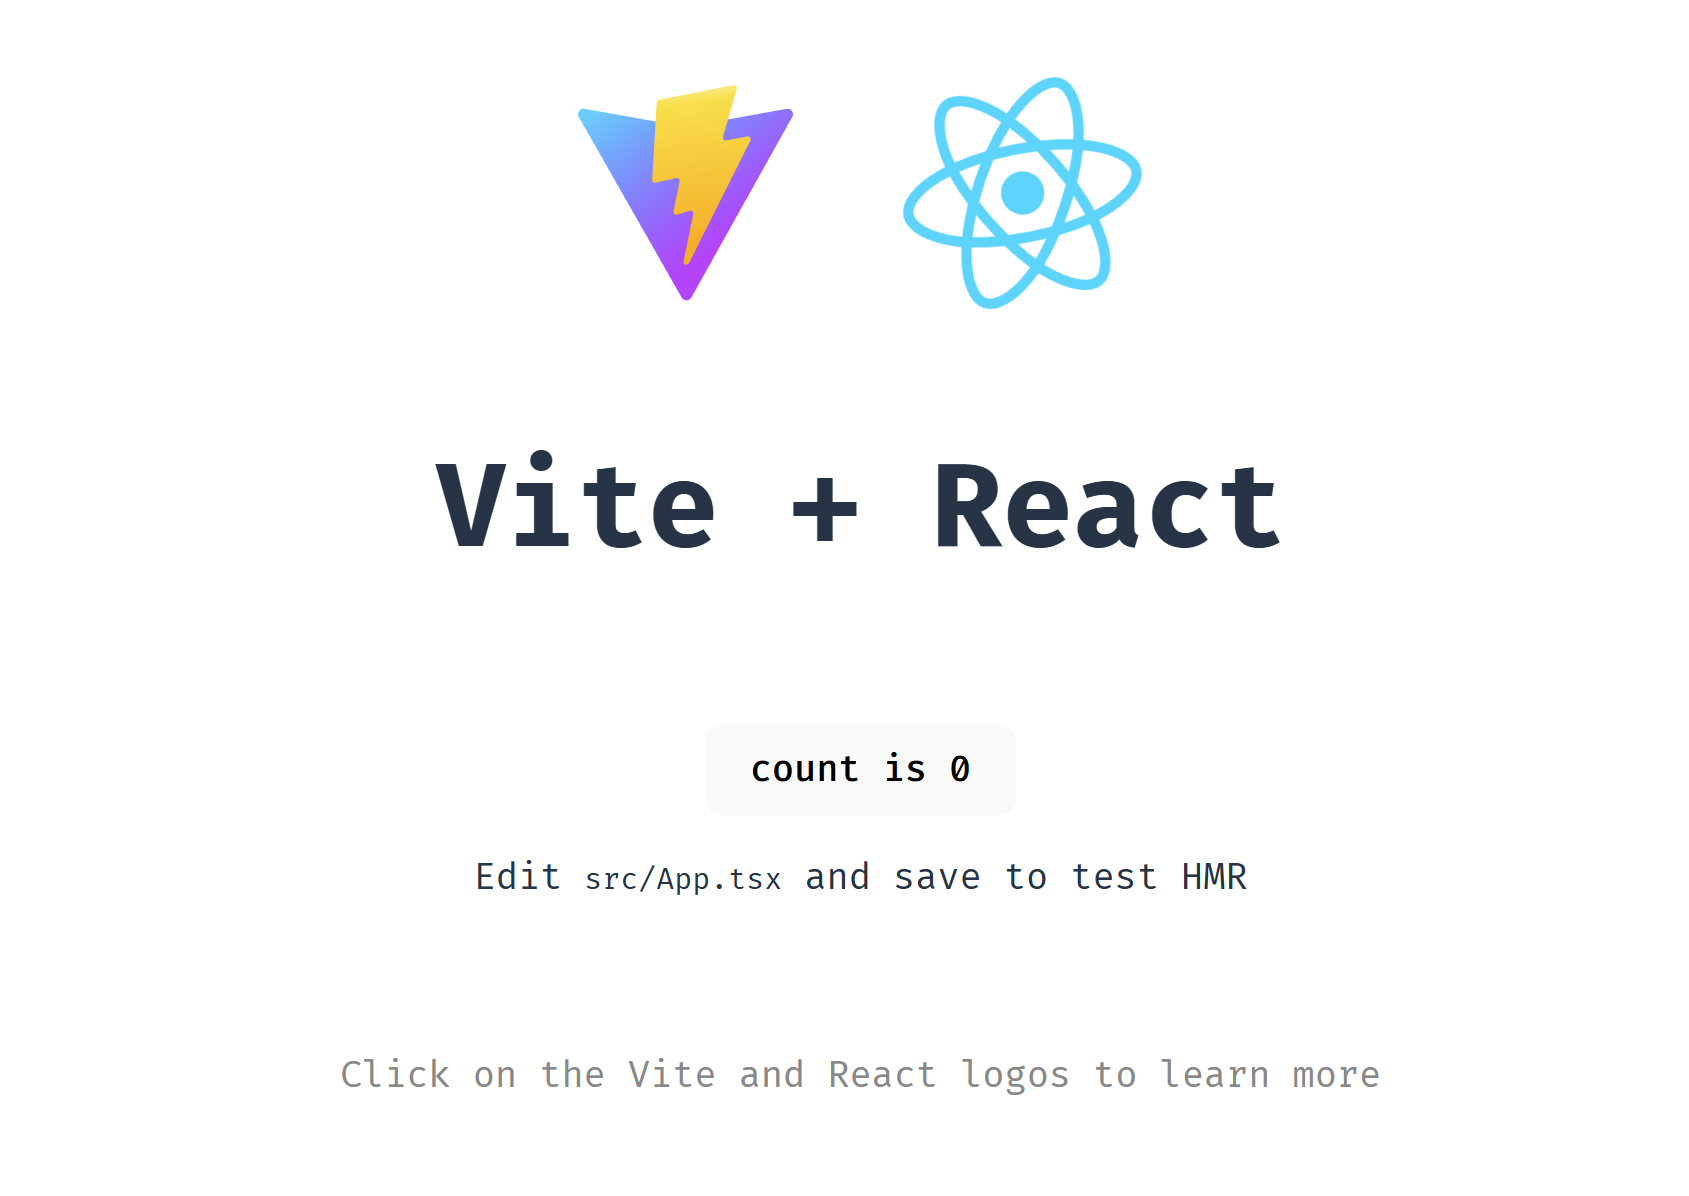 Vite + React
count is 0
Edit src/App.tsx and save to test HMR
Click on the Vite and React logos to learn more